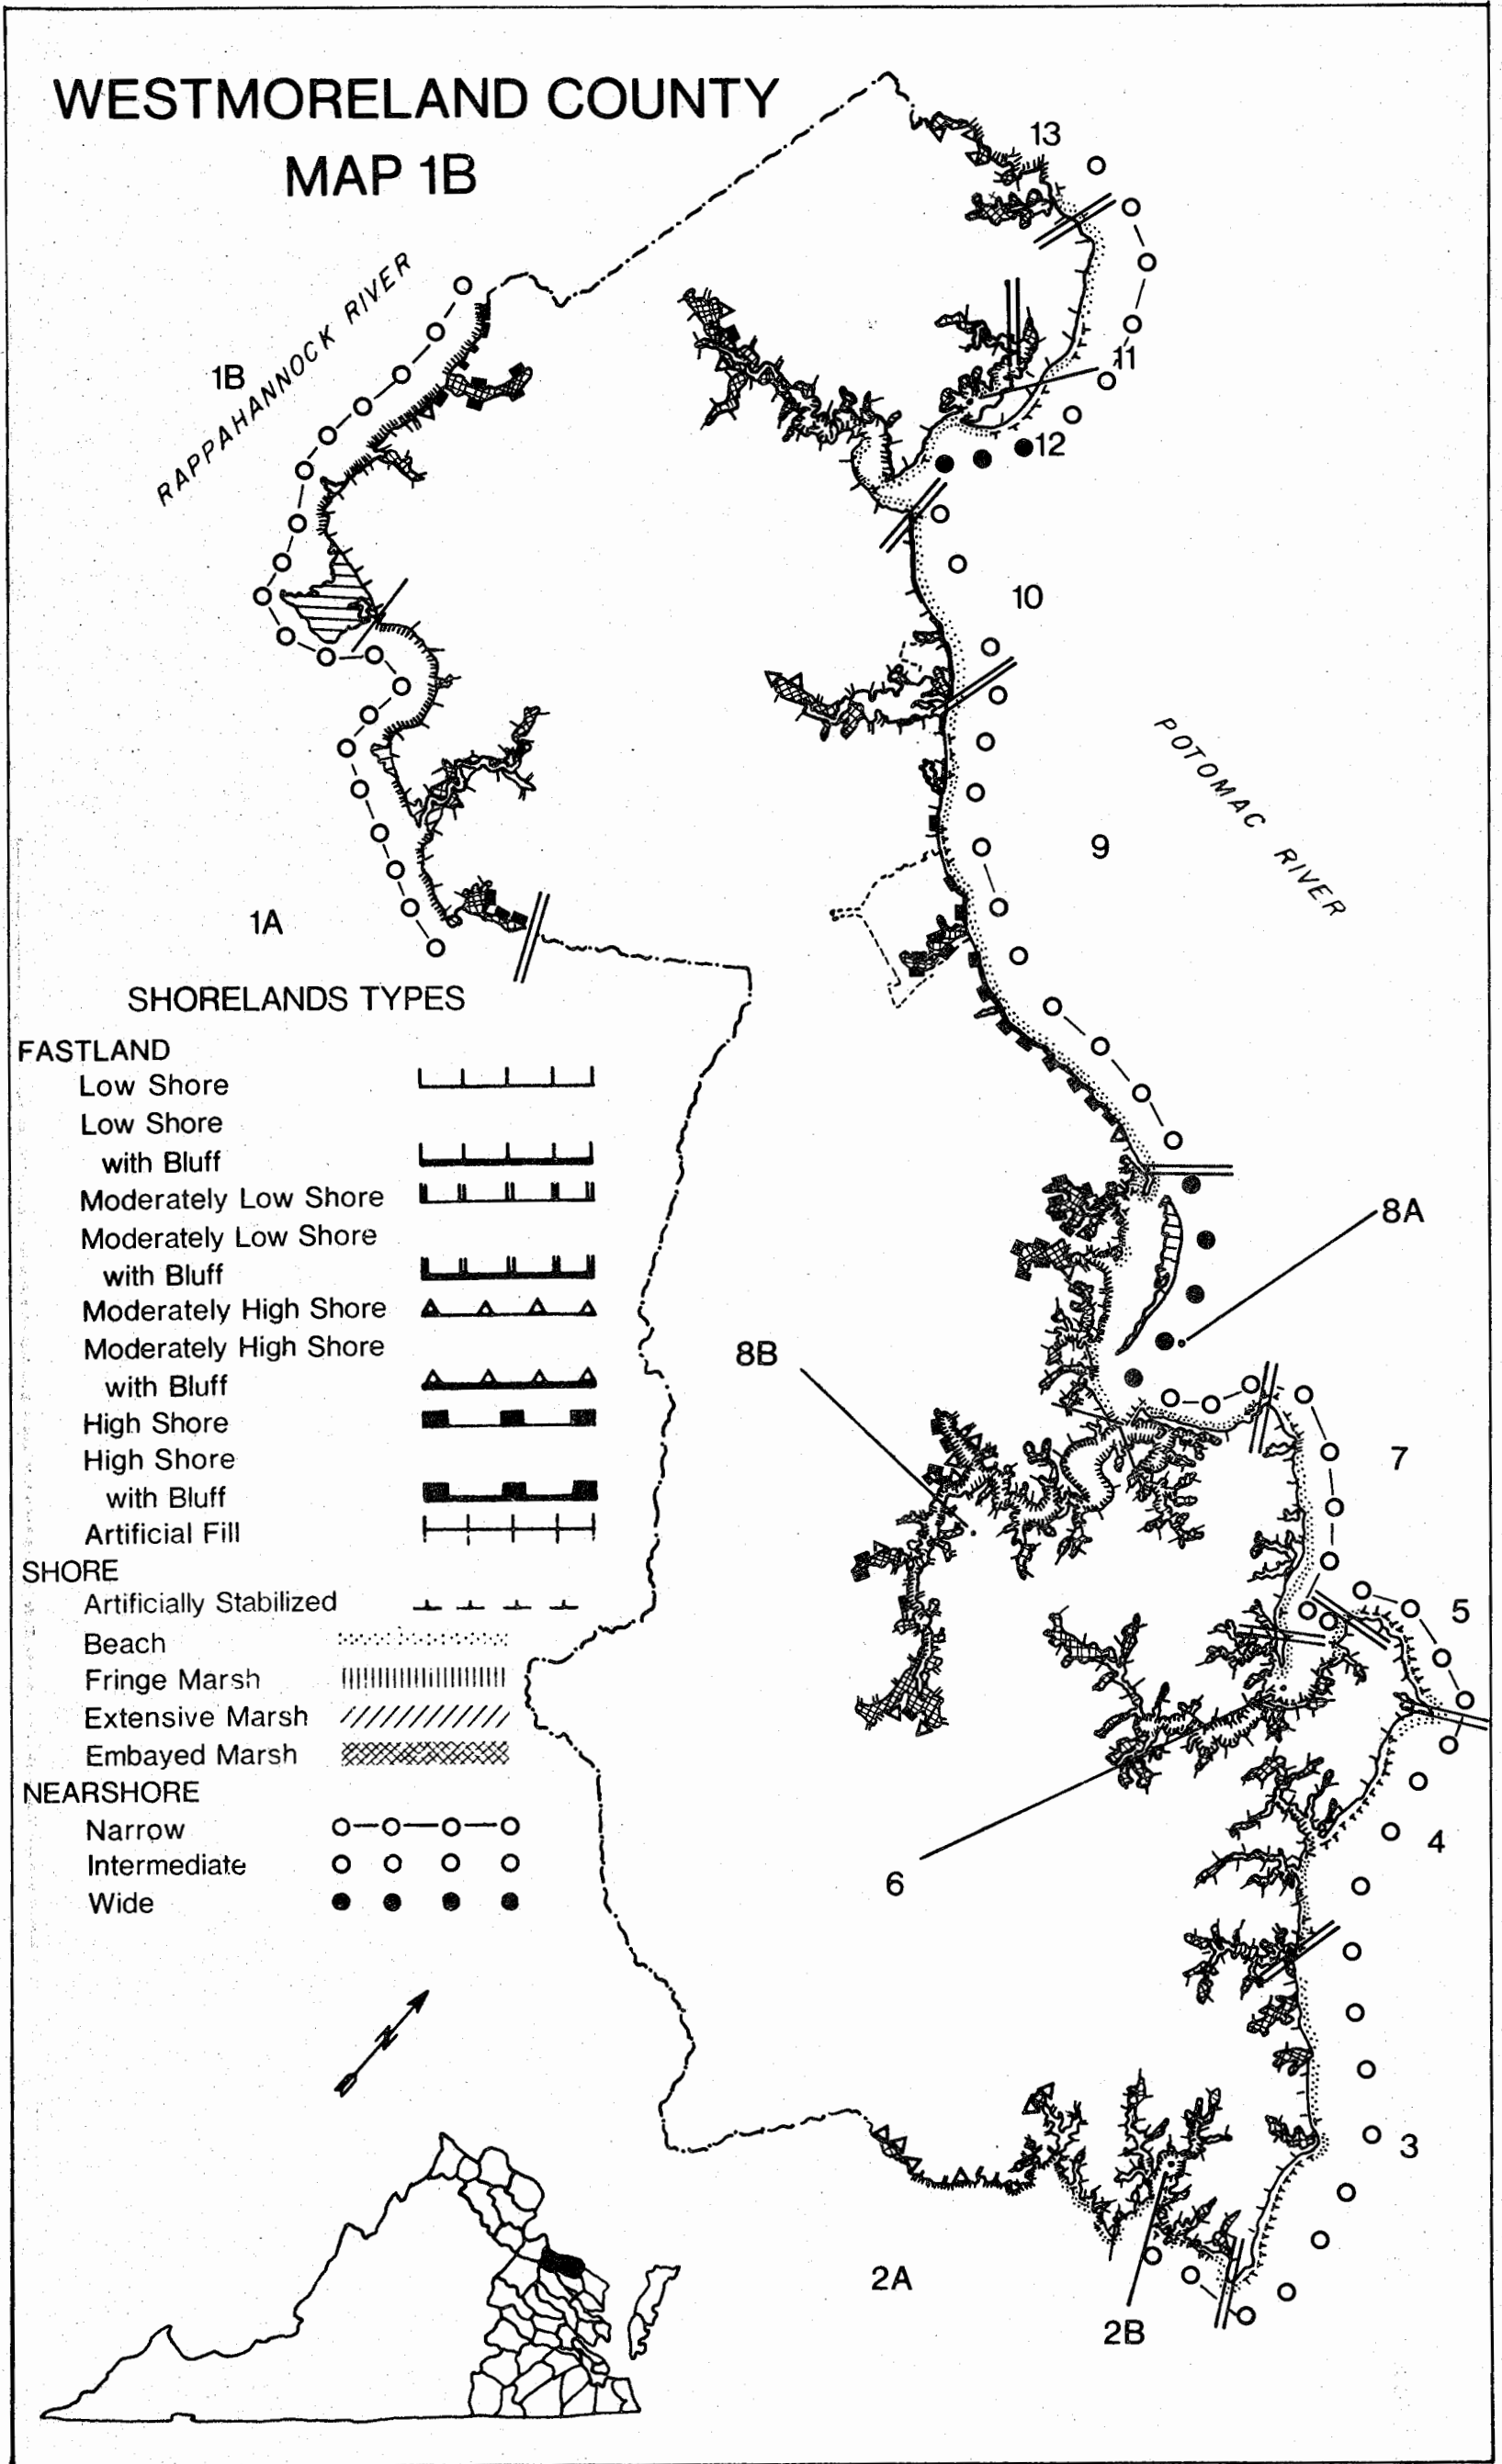 WESTMORELAND COUNTY
MAP 1B
RAPPAHANNOCK RIVER
1B
1A
13
11
12
10
POTOMAC RIVER
9
8A
8B
7
5
6
4
3
2A
2B
SHORELANDS TYPES
FASTLAND
Low Shore
Low Shore
with Bluff
Moderately Low Shore
Moderately Low Shore
with Bluff
Moderately High Shore
Moderately High Shore
with Bluff
High Shore
High Shore
with Bluff
Artificial Fill
SHORE
Artificially Stabilized
Beach
Fringe Marsh
Extensive Marsh
Embayed Marsh
NEARSHORE
Narrow
Intermediate
Wide
N